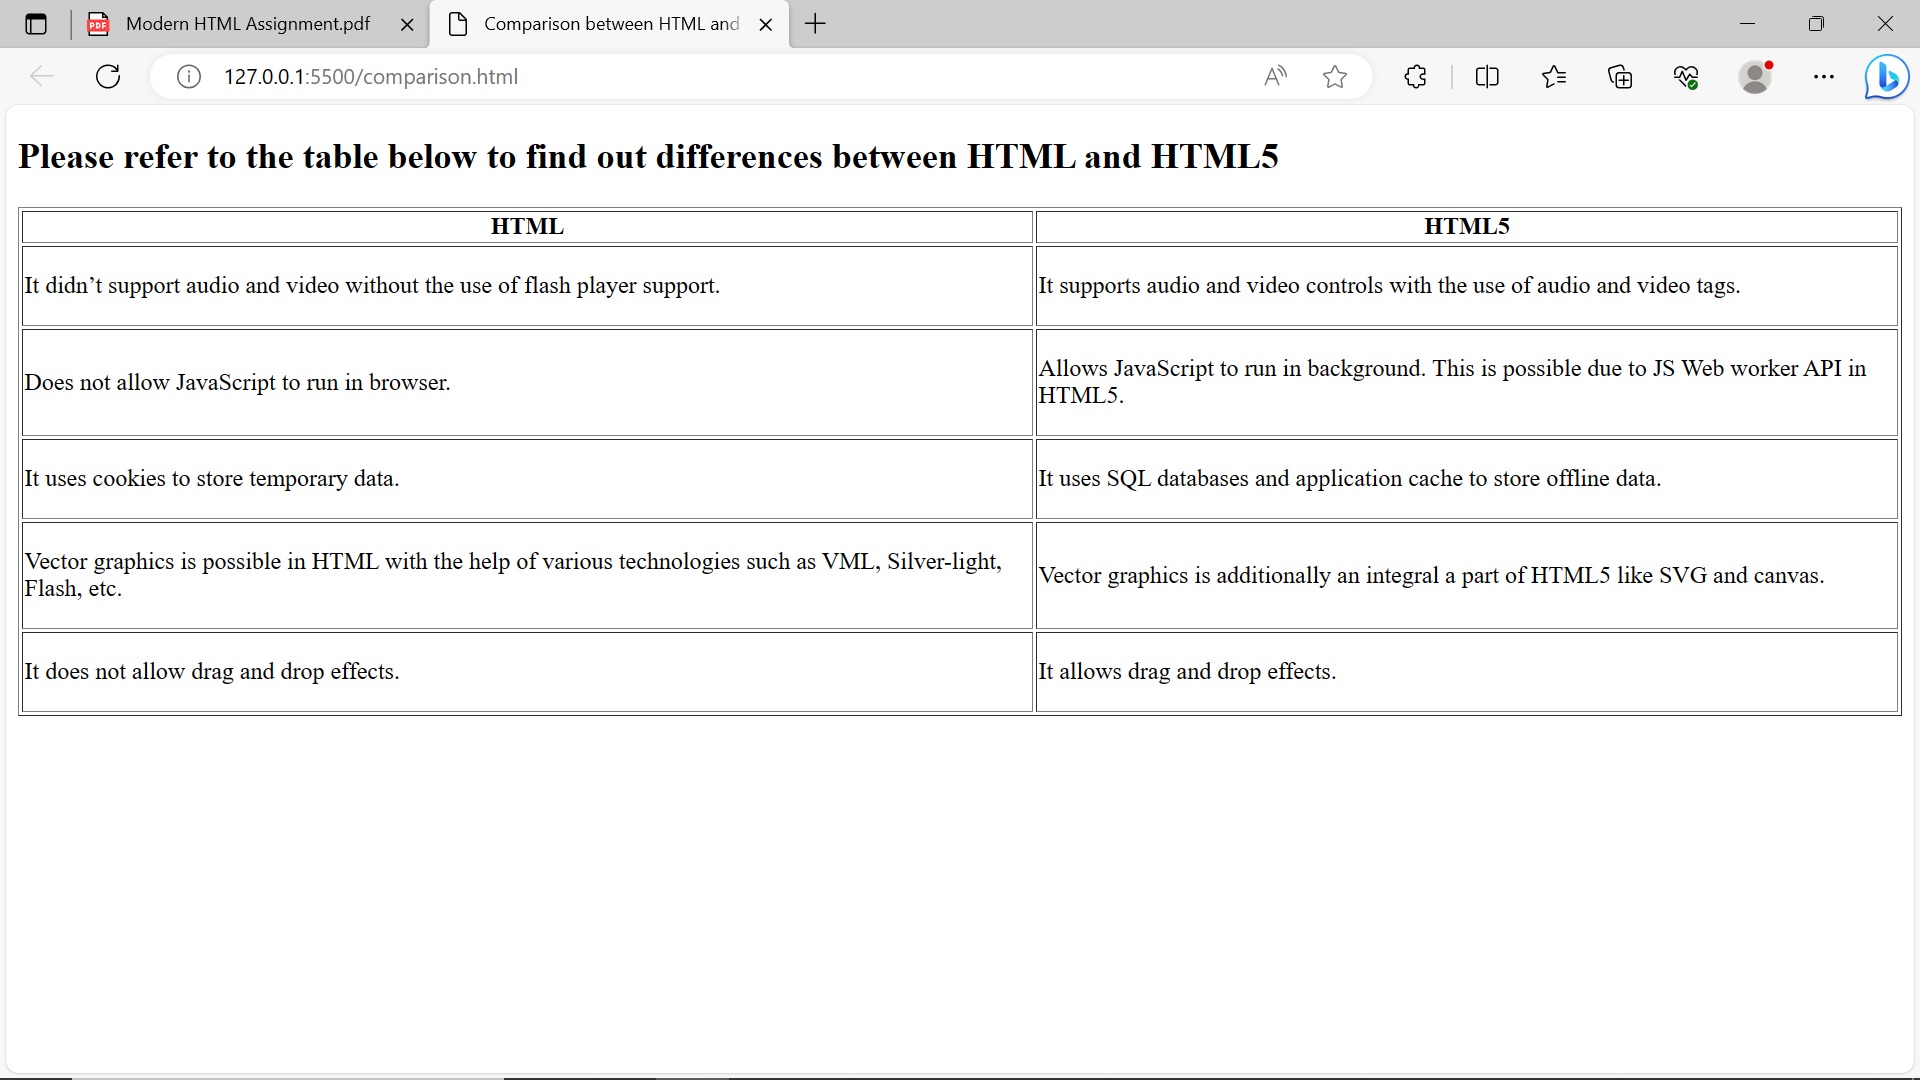 Modern HTML Assignment.pdf
Comparison between HTML and
127.0.0.1:5500/comparison.html
Please refer to the table below to find out differences between HTML and HTML5
HTML
HTML5
It didn’t support audio and video without the use of flash player support.
It supports audio and video controls with the use of audio and video tags.
Does not allow JavaScript to run in browser.
Allows JavaScript to run in background. This is possible due to JS Web worker API in
HTML5.
It uses cookies to store temporary data.
It uses SQL databases and application cache to store offline data.
Vector graphics is possible in HTML with the help of various technologies such as VML, Silver-light,
Flash, etc.
Vector graphics is additionally an integral a part of HTML5 like SVG and canvas.
It does not allow drag and drop effects.
It allows drag and drop effects.